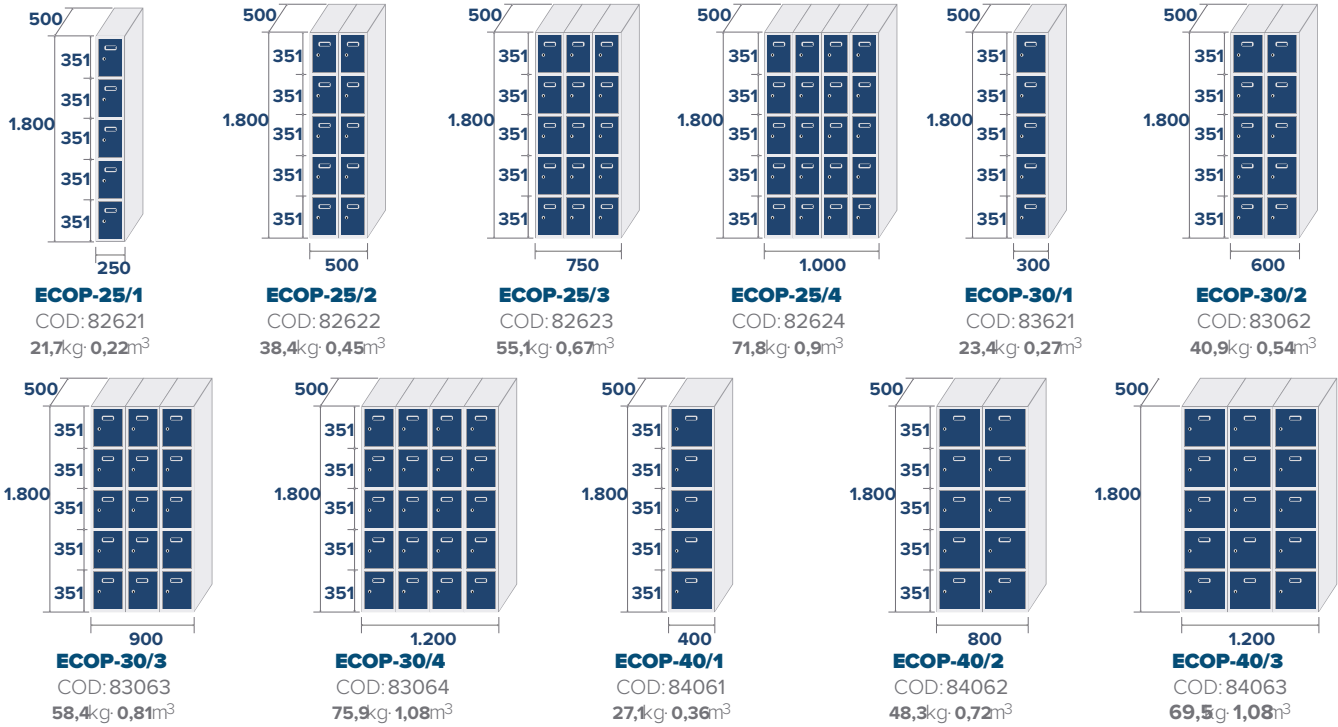 500
351
351
1.800
351
351
351
250
ECOP-25/1
COD: 82621
21,7kg· 0,22m³
500
351
351
1.800
351
351
351
500
ECOP-25/2
COD: 82622
38,4kg· 0,45m³
500
351
351
1.800
351
351
351
750
ECOP-25/3
COD: 82623
55,1kg· 0,67m³
500
351
351
1.800
351
351
351
1.000
ECOP-25/4
COD: 82624
71,8kg· 0,9m³
500
351
351
1.800
351
351
351
300
ECOP-30/1
COD: 83621
23,4kg· 0,27m³
500
351
351
1.800
351
351
351
600
ECOP-30/2
COD: 83062
40,9kg· 0,54m³
500
351
351
1.800
351
351
351
900
ECOP-30/3
COD: 83063
58,4kg· 0,81m³
500
351
351
1.800
351
351
351
1.200
ECOP-30/4
COD: 83064
75,9kg· 1,08m³
500
351
351
1.800
351
351
351
400
ECOP-40/1
COD: 84061
27,1kg· 0,36m³
500
351
351
1.800
351
351
351
800
ECOP-40/2
COD: 84062
48,3kg· 0,72m³
500
1.800
1.200
ECOP-40/3
COD: 84063
69,5kg· 1,08m³